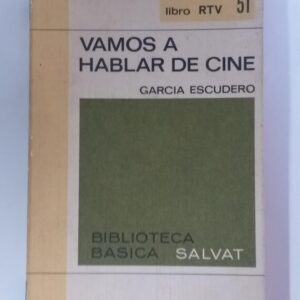 libro RTV 51
VAMOS A
HABLAR DE CINE
GARCIA ESCUDERO
BIBLIOTECA
BASICA SALVAT